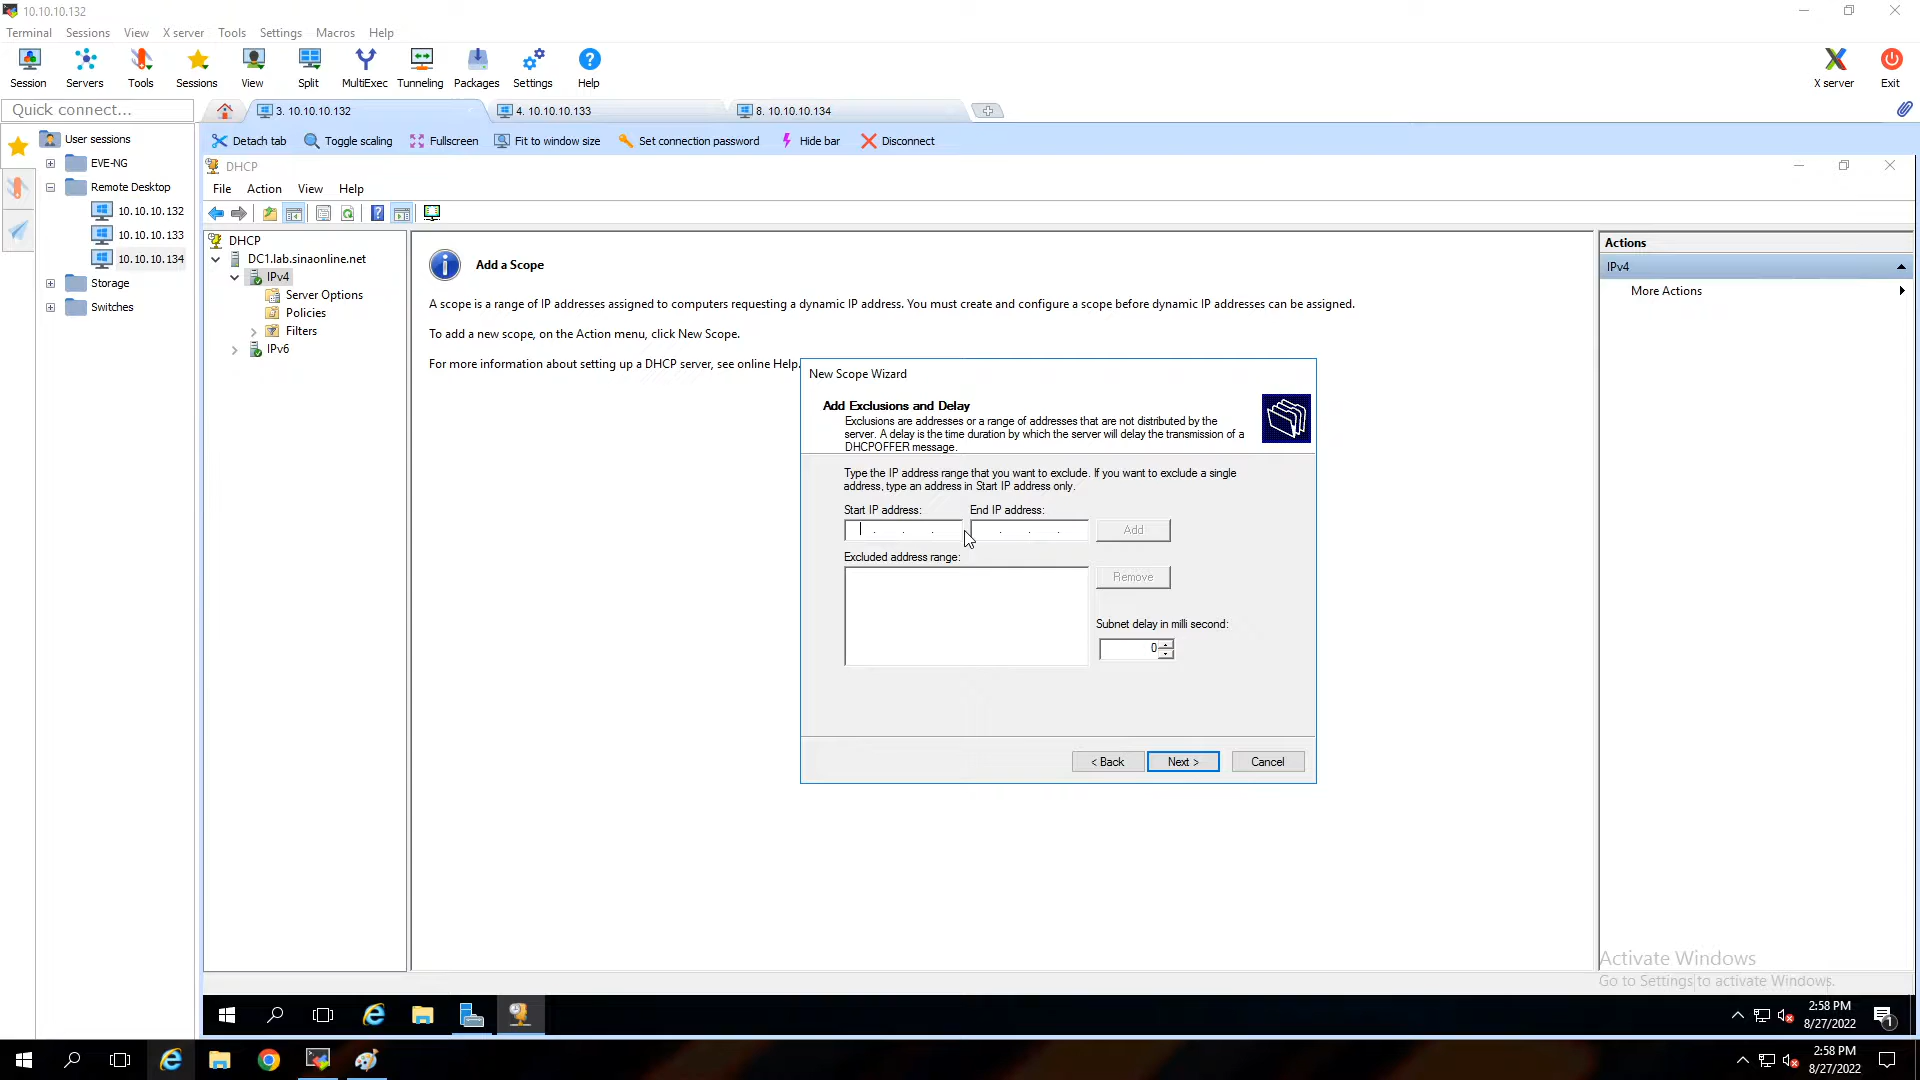 10.10.10.132
Terminal Sessions View X server Tools Settings Macros Help
Session Servers Tools Sessions View Split MultiExec Tunneling Packages Settings Help X server Exit
Quick connect... 3. 10.10.10.132 4. 10.10.10.133 8. 10.10.10.134
Detach tab Toggle scaling Fullscreen Fit to window size Set connection password Hide bar Disconnect
User sessions
EVE-NG
Remote Desktop
10.10.10.132
10.10.10.133
10.10.10.134
Storage
Switches
DHCP
File Action View Help
DHCP
DC1.lab.sinaonline.net
IPv4
Server Options
Policies
Filters
IPv6
Add a Scope
A scope is a range of IP addresses assigned to computers requesting a dynamic IP address. You must create and configure a scope before dynamic IP addresses can be assigned.
To add a new scope, on the Action menu, click New Scope.
For more information about setting up a DHCP server, see online Help.
Actions
IPv4
More Actions
New Scope Wizard
Add Exclusions and Delay
Exclusions are addresses or a range of addresses that are not distributed by the
server. A delay is the time duration by which the server will delay the transmission of a
DHCPOFFER message.
Type the IP address range that you want to exclude. If you want to exclude a single
address, type an address in Start IP address only.
Start IP address: End IP address:
. . . . . . Add
Excluded address range:
Remove
Subnet delay in milli second:
0
< Back Next > Cancel
Activate Windows
Go to Settings to activate Windows.
2:58 PM
8/27/2022
1
2:58 PM
8/27/2022